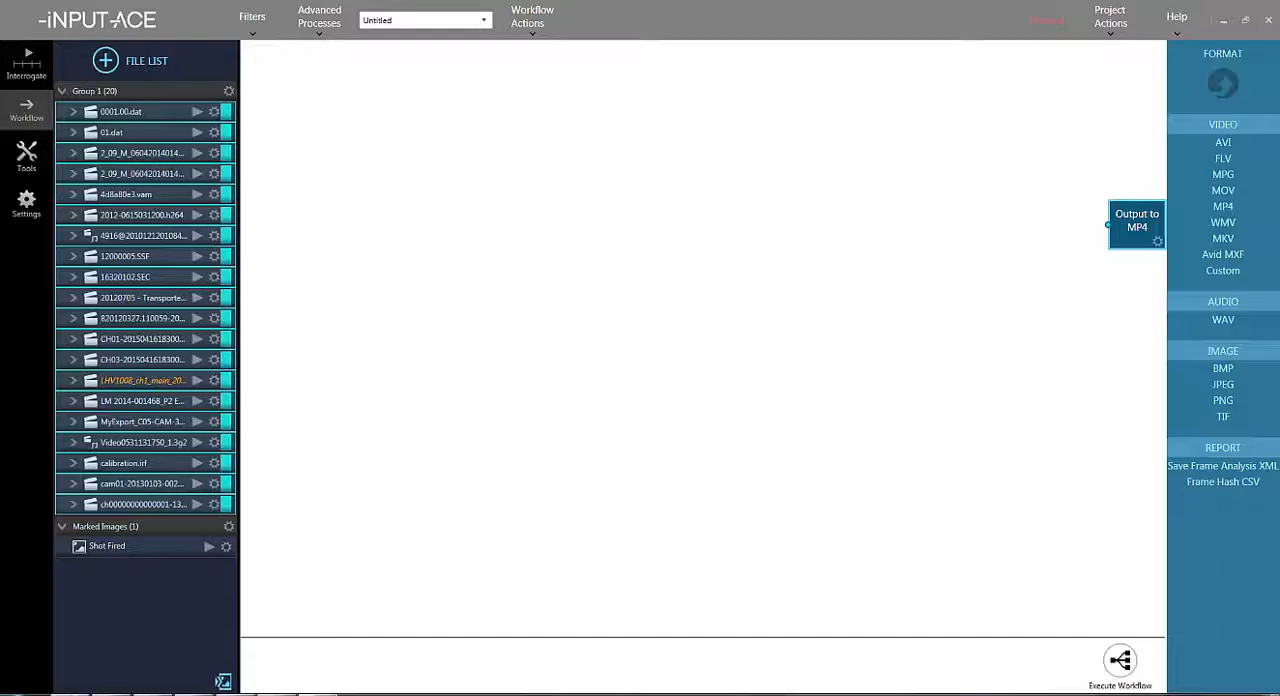 -iNPUT-ACE
Filters
Advanced
Processes
Untitled
Workflow
Actions
Project
Actions
Help
Interrogate
Workflow
Tools
Settings
FILE LIST
Group 1 (20)
0001.00.dat
01.dat
2_09_M_06042014014...
2_09_M_06042014014...
4d8a80e3.vam
2012-0615031200.h264
4916@2010121201084...
12000005.SSF
16320102.SEC
20120705 - Transporte...
820120327.110059-20...
CH01-2015041618300...
CH03-2015041618300...
LHV1008_ch1_main_20...
LM 2014-001468_P2 E...
MyExport_C05-CAM-3...
Video0531131750_1.3g2
calibration.irf
cam01-20130103-002...
ch00000000000001-13...
Marked Images (1)
Shot Fired
Output to
MP4
Execute Workflow
FORMAT
VIDEO
AVI
FLV
MPG
MOV
MP4
WMV
MKV
Avid MXF
Custom
AUDIO
WAV
IMAGE
BMP
JPEG
PNG
TIF
REPORT
Save Frame Analysis XML
Frame Hash CSV